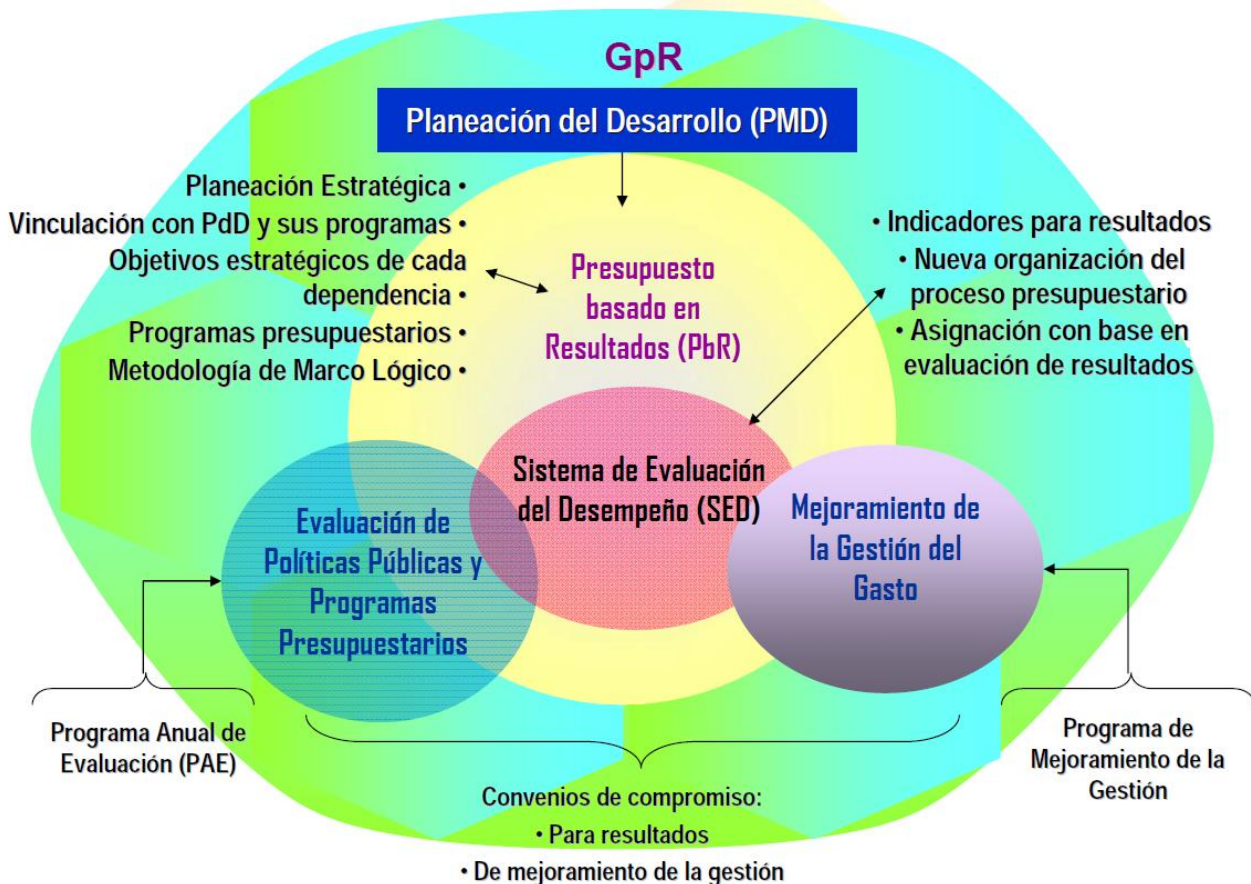 GpR
Planeación del Desarrollo (PMD)
Planeación Estratégica •
Vinculación con PdD y sus programas •
Objetivos estratégicos de cada
dependencia •
Programas presupuestarios •
Metodología de Marco Lógico •
Presupuesto
basado en
Resultados (PbR)
• Indicadores para resultados
• Nueva organización del
proceso presupuestario
• Asignación con base en
evaluación de resultados
Sistema de Evaluación
del Desempeño (SED)
Evaluación de
Políticas Públicas y
Programas
Presupuestarios
Mejoramiento de
la Gestión del
Gasto
Programa Anual de
Evaluación (PAE)
Convenios de compromiso:
• Para resultados
• De mejoramiento de la gestión
Programa de
Mejoramiento de la
Gestión